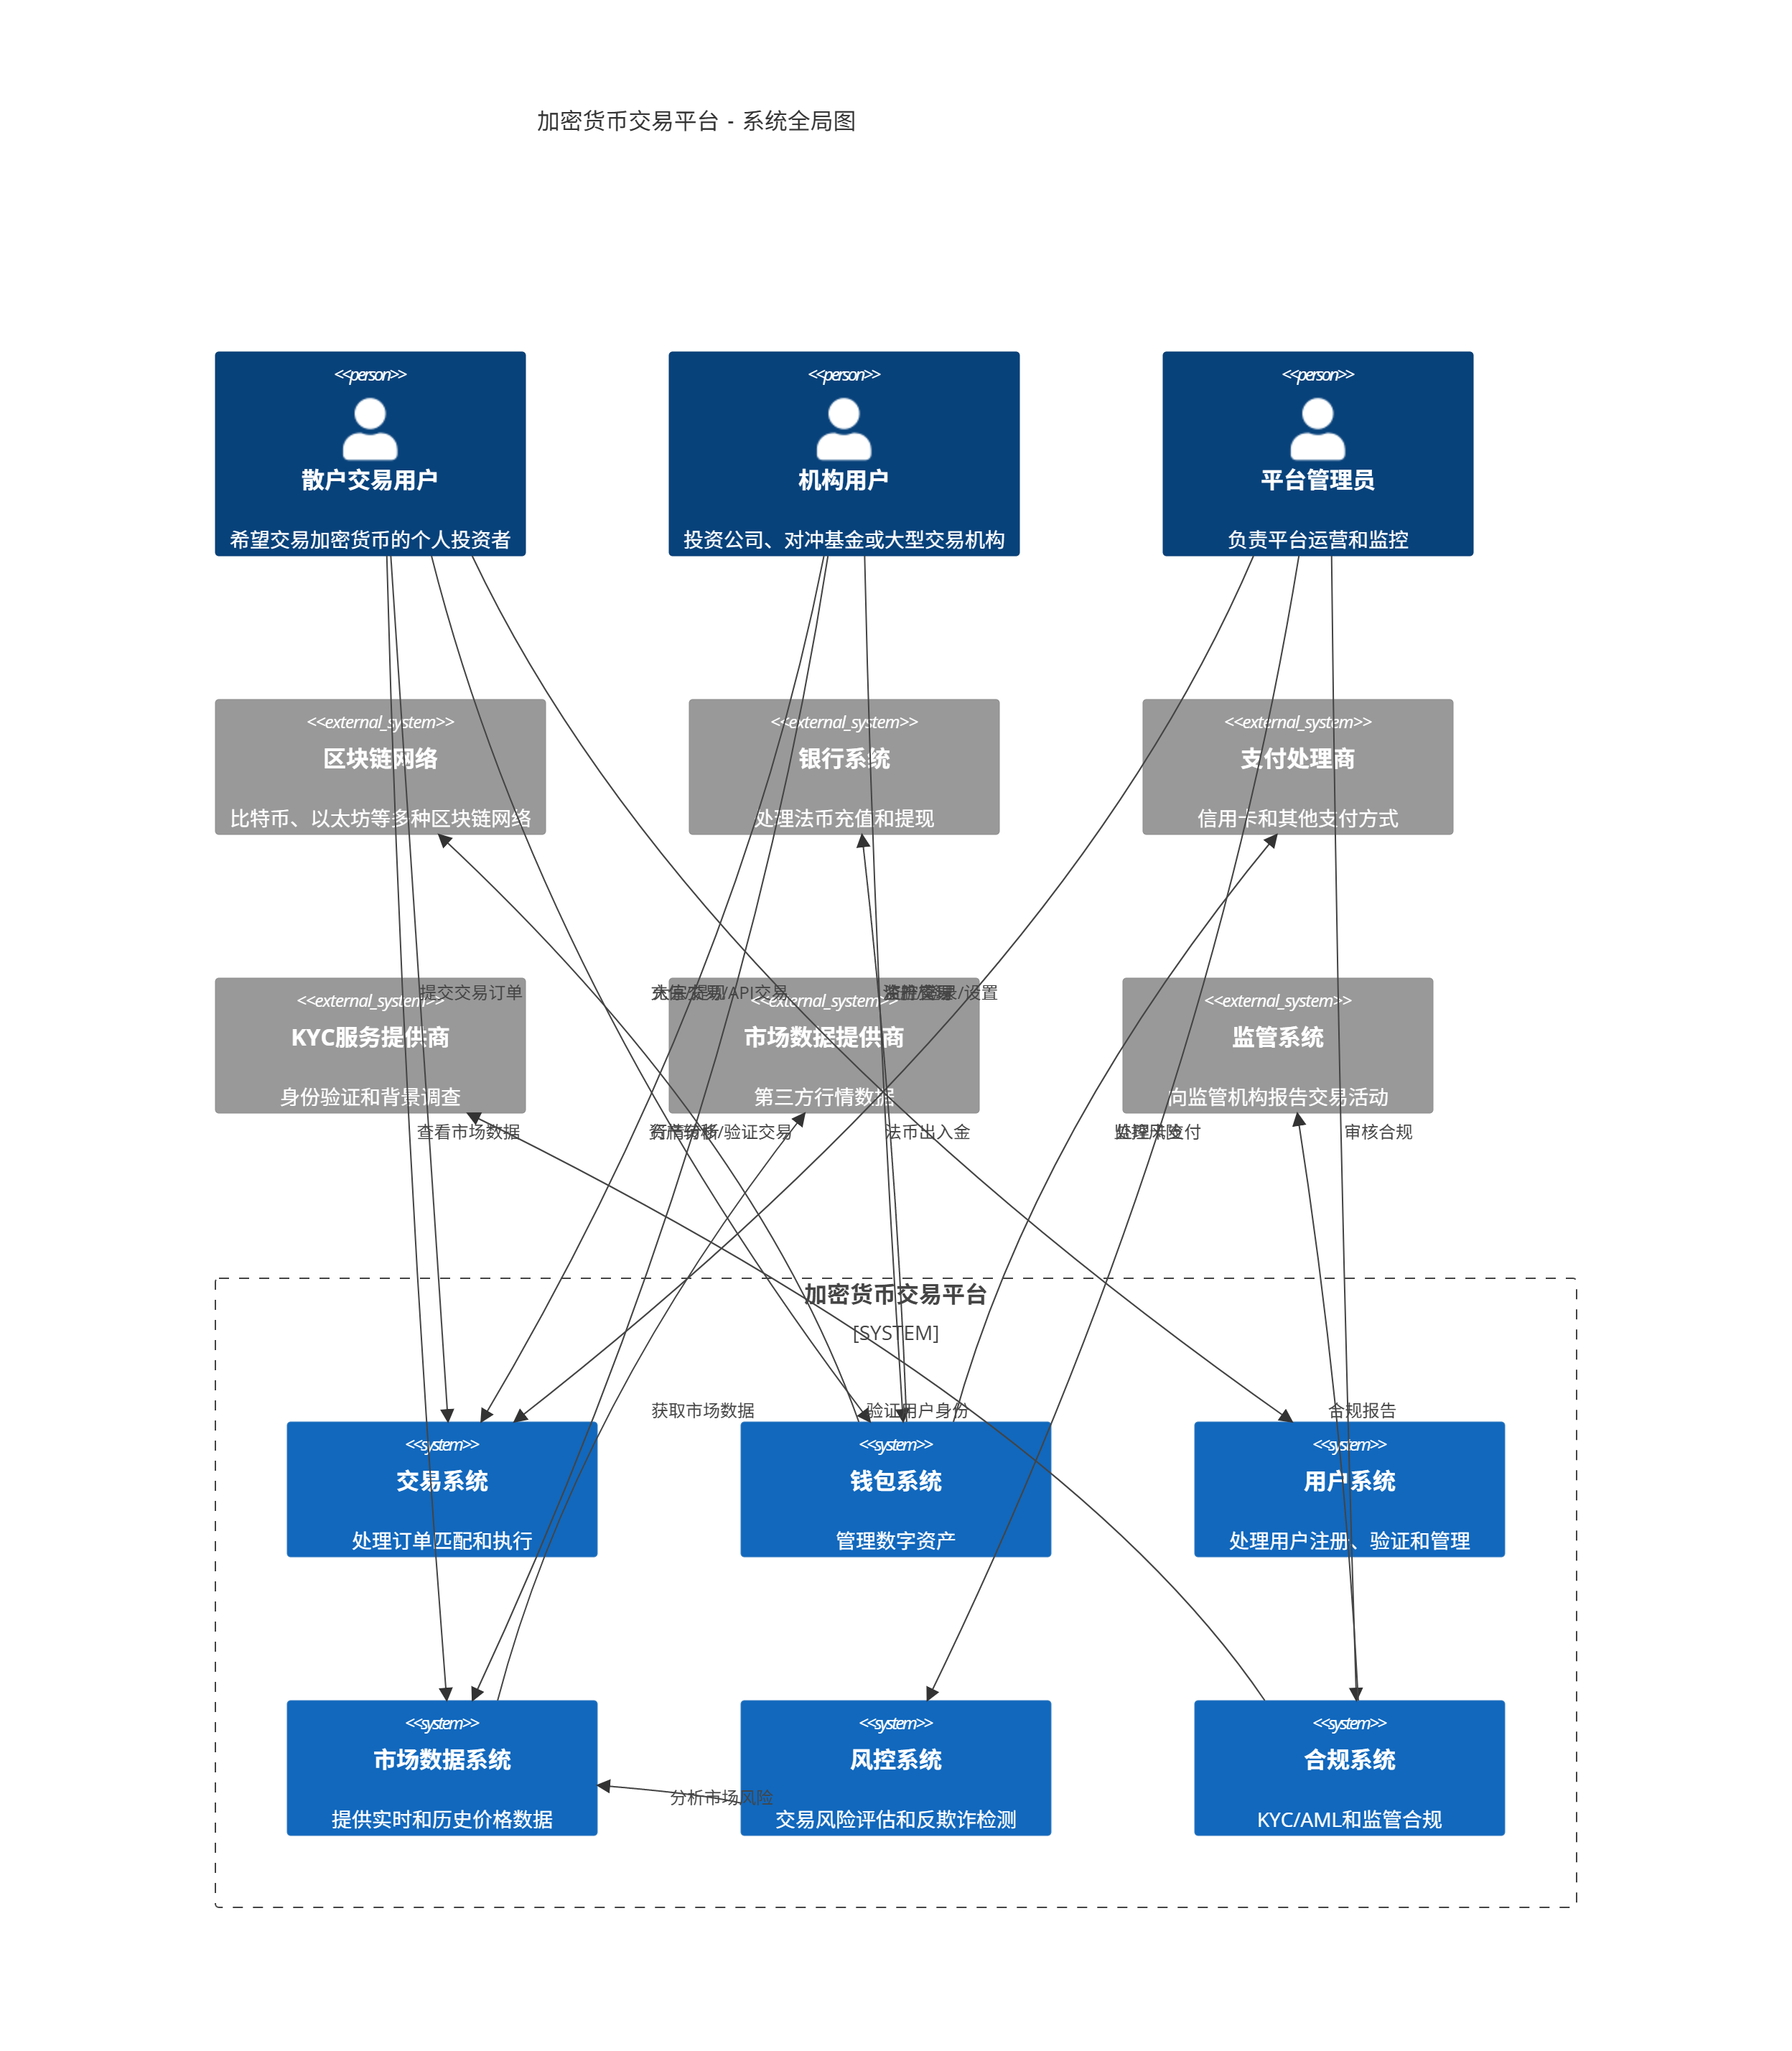 加密货币交易平台 - 系统全局图
<<person>>
散户交易用户
希望交易加密货币的个人投资者
<<person>>
机构用户
投资公司、对冲基金或大型交易机构
<<person>>
平台管理员
负责平台运营和监控
<<external_system>>
区块链网络
比特币、以太坊等多种区块链网络
<<external_system>>
银行系统
处理法币充值和提现
<<external_system>>
支付处理商
信用卡和其他支付方式
<<external_system>>
KYC服务提供商
身份验证和背景调查
<<external_system>>
市场数据提供商
第三方行情数据
<<external_system>>
监管系统
向监管机构报告交易活动
提交交易订单
/API交易
/设置
查看市场数据
/验证交易
法币出入金
支付
审核合规
加密货币交易平台
[SYSTEM]
获取市场数据
验证用户身份
合规报告
<<system>>
交易系统
处理订单匹配和执行
<<system>>
钱包系统
管理数字资产
<<system>>
用户系统
处理用户注册、验证和管理
<<system>>
市场数据系统
提供实时和历史价格数据
<<system>>
风控系统
交易风险评估和反欺诈检测
<<system>>
合规系统
KYC/AML和监管合规
分析市场风险